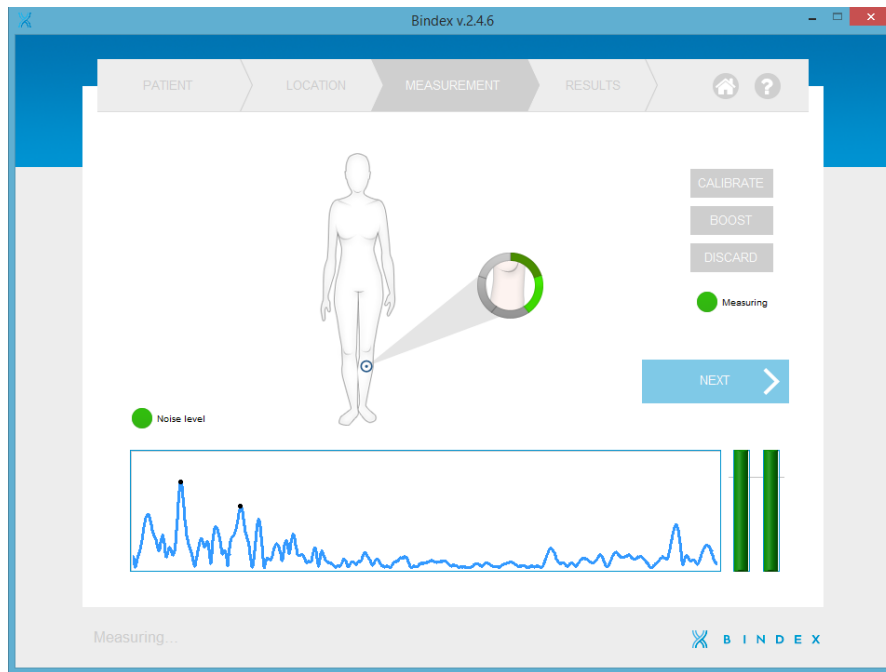 Bindex v.2.4.6
PATIENT
LOCATION
MEASUREMENT
RESULTS
?
CALIBRATE
BOOST
DISCARD
Measuring
NEXT
Noise level
Measuring...
BINDEX